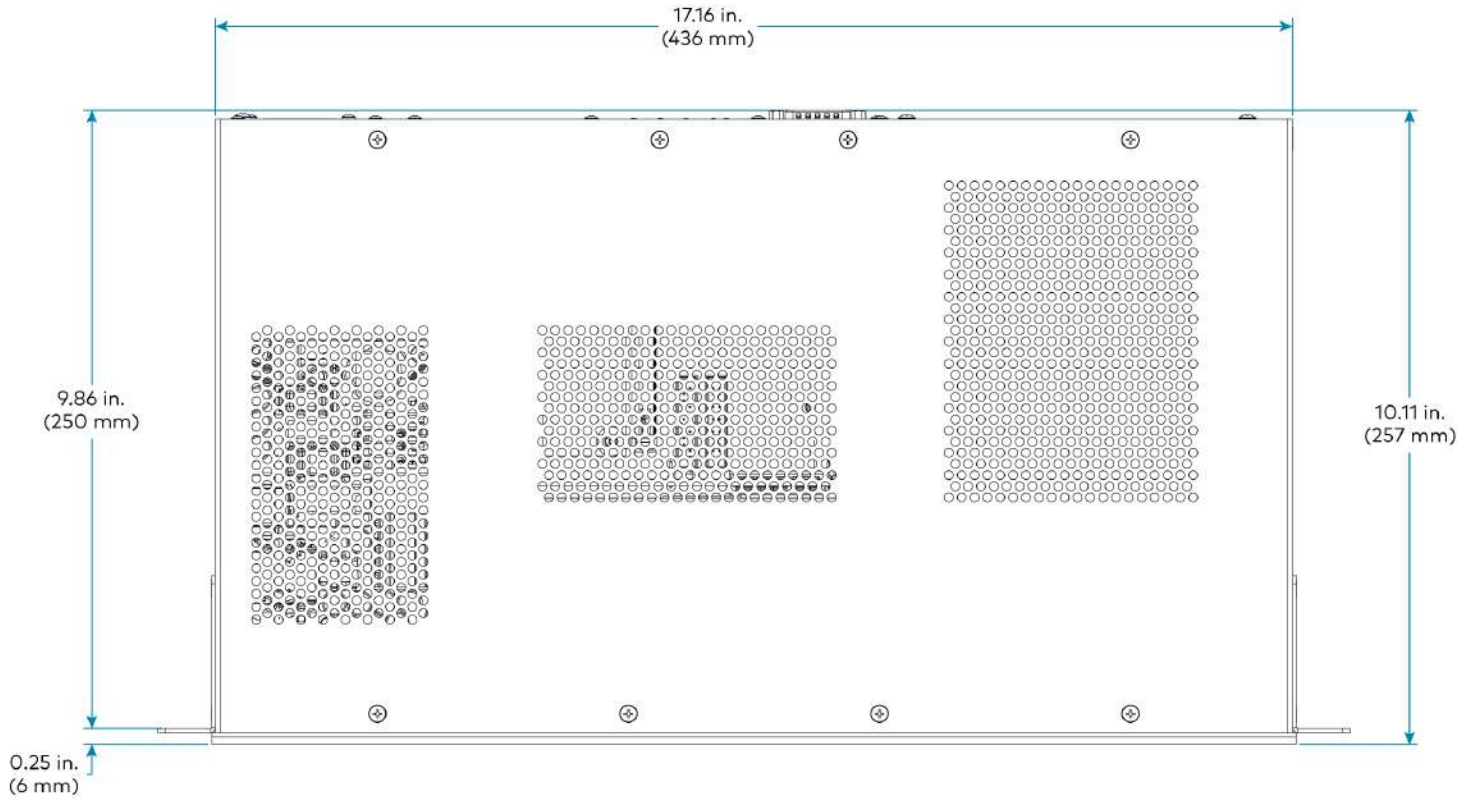 17.16 in.
(436 mm)
9.86 in.
(250 mm)
10.11 in.
(257 mm)
0.25 in.
(6 mm)